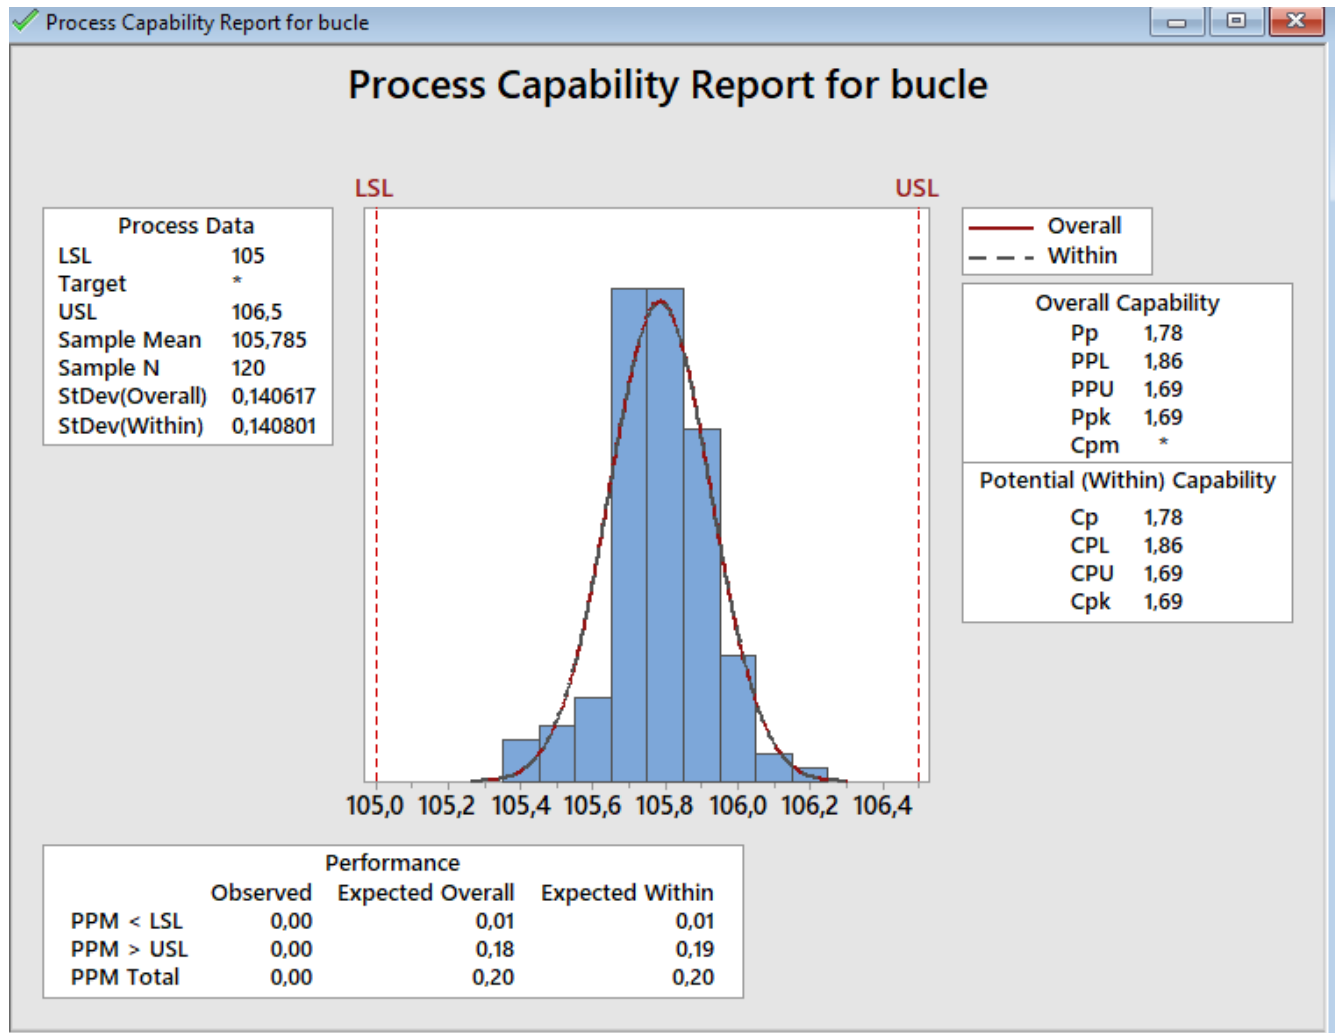 Process Capability Report for bucle
Process Capability Report for bucle
LSL USL
Process Data
LSL 105
Target *
USL 106,5
Sample Mean 105,785
Sample N 120
StDev(Overall) 0,140617
StDev(Within) 0,140801
105,0 105,2 105,4 105,6 105,8 106,0 106,2 106,4
Overall
Within
Overall Capability
Pp 1,78
PPL 1,86
PPU 1,69
Ppk 1,69
Cpm *
Potential (Within) Capability
Cp 1,78
CPL 1,86
CPU 1,69
Cpk 1,69
Performance
Observed Expected Overall Expected Within
PPM < LSL 0,00 0,01 0,01
PPM > USL 0,00 0,18 0,19
PPM Total 0,00 0,20 0,20